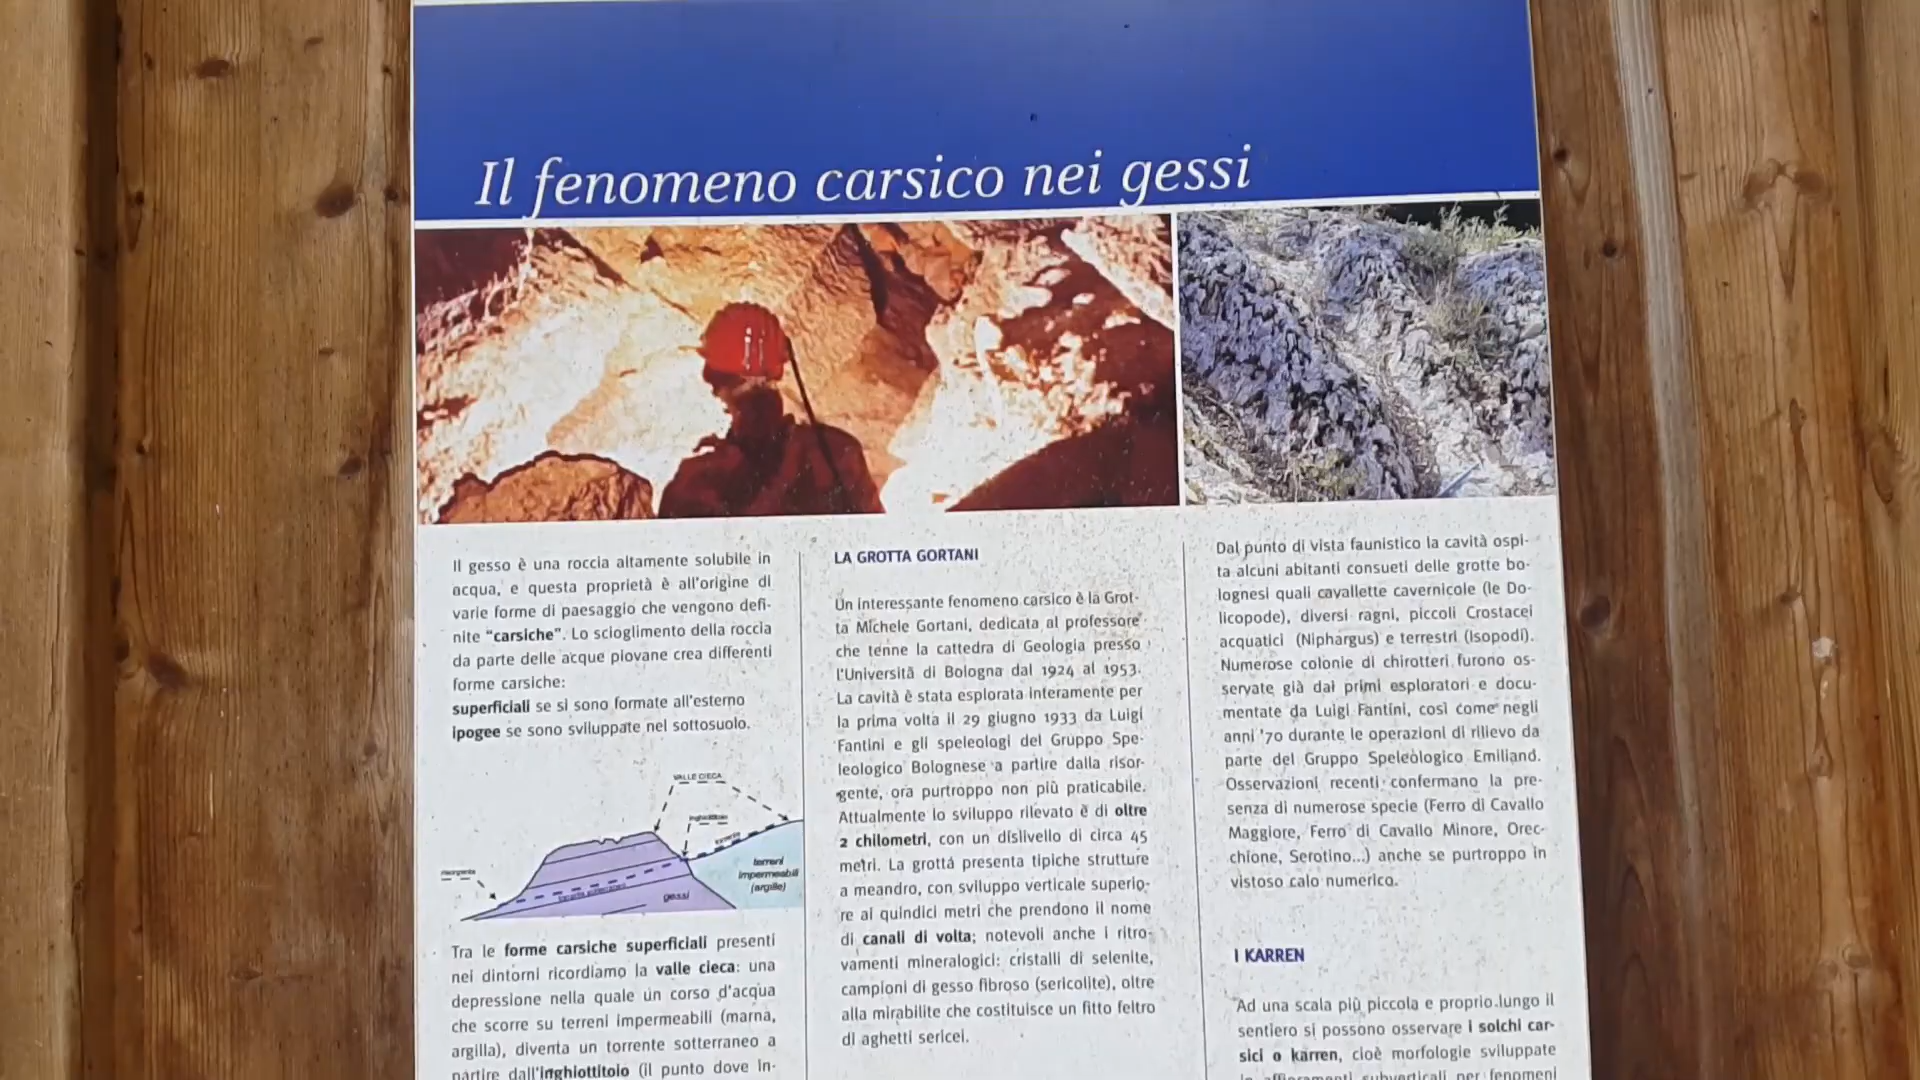 Il fenomeno carsico nei gessi
Il gesso è una roccia altamente solubile in
acqua, e questa proprietà è all'origine di
varie forme di paesaggio che vengono defi-
nite "carsiche". Lo scioglimento della roccia
da parte delle acque piovane crea differenti
forme carsiche:
superficiali se si sono formate all'esterno
ipogee se sono sviluppate nel sottosuolo.
VALLE CIECA
inghiottitoio
torrente
risorgente
terreni
impermeabili
(argille)
gessi
Tra le forme carsiche superficiali presenti
nei dintorni ricordiamo la valle cieca: una
depressione nella quale un corso d'acqua
che scorre su terreni impermeabili (marna,
argilla), diventa un torrente sotterraneo a
partire dall'inghiottitoio (il punto dove in-
LA GROTTA GORTANI
Un interessante fenomeno carsico è la Grot-
ta Michele Gortani, dedicata al professore
che tenne la cattedra di Geologia presso
l'Università di Bologna dal 1924 al 1953.
La cavità è stata esplorata interamente per
la prima volta il 29 giugno 1933 da Luigi
Fantini e gli speleologi del Gruppo Spe-
leologico Bolognese a partire dalla risor-
gente, ora purtroppo non più praticabile.
Attualmente lo sviluppo rilevato è di oltre
2 chilometri, con un dislivello di circa 45
metri. La grotta presenta tipiche strutture
a meandro, con sviluppo verticale superio-
re ai quindici metri che prendono il nome
di canali di volta; notevoli anche i ritro-
vamenti mineralogici: cristalli di selenite,
campioni di gesso fibroso (sericolite), oltre
alla mirabilite che costituisce un fitto feltro
di aghetti sericei.
Dal punto di vista faunistico la cavità ospi-
ta alcuni abitanti consueti delle grotte bo-
lognesi quali cavallette cavernicole (le Do-
licopode), diversi ragni, piccoli Crostacei
acquatici (Niphargus) e terrestri (Isopodi).
Numerose colonie di chirotteri furono os-
servate già dai primi esploratori e docu-
mentate da Luigi Fantini, così come negli
anni '70 durante le operazioni di rilievo da
parte del Gruppo Speleologico Emiliano.
Osservazioni recenti confermano la pre-
senza di numerose specie (Ferro di Cavallo
Maggiore, Ferro di Cavallo Minore, Orec-
chione, Serotino...) anche se purtroppo in
vistoso calo numerico.
I KARREN
Ad una scala più piccola e proprio lungo il
sentiero si possono osservare i solchi car-
sici o karren, cioè morfologie sviluppate
in affioramenti subverticali per fenomeni